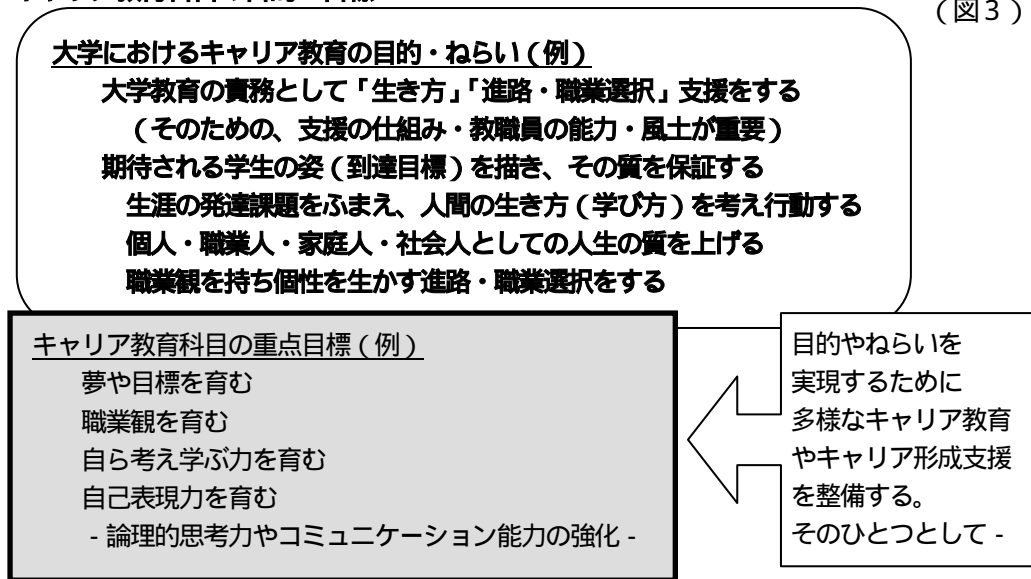 （図３）
大学におけるキャリア教育の目的・ねらい（例）
大学教育の責務として「生き方」「進路・職業選択」支援をする
（そのための、支援の仕組み・教職員の能力・風土が重要）
期待される学生の姿（到達目標）を描き、その質を保証する
生涯の発達課題をふまえ、人間の生き方（学び方）を考え行動する
個人・職業人・家庭人・社会人としての人生の質を上げる
職業観を持ち個性を生かす進路・職業選択をする
キャリア教育科目の重点目標（例）
夢や目標を育む
職業観を育む
自ら考え学ぶ力を育む
自己表現力を育む
- 論理的思考力やコミュニケーション能力の強化 -
目的やねらいを
実現するために
多様なキャリア教育
やキャリア形成支援
を整備する。
そのひとつとして -